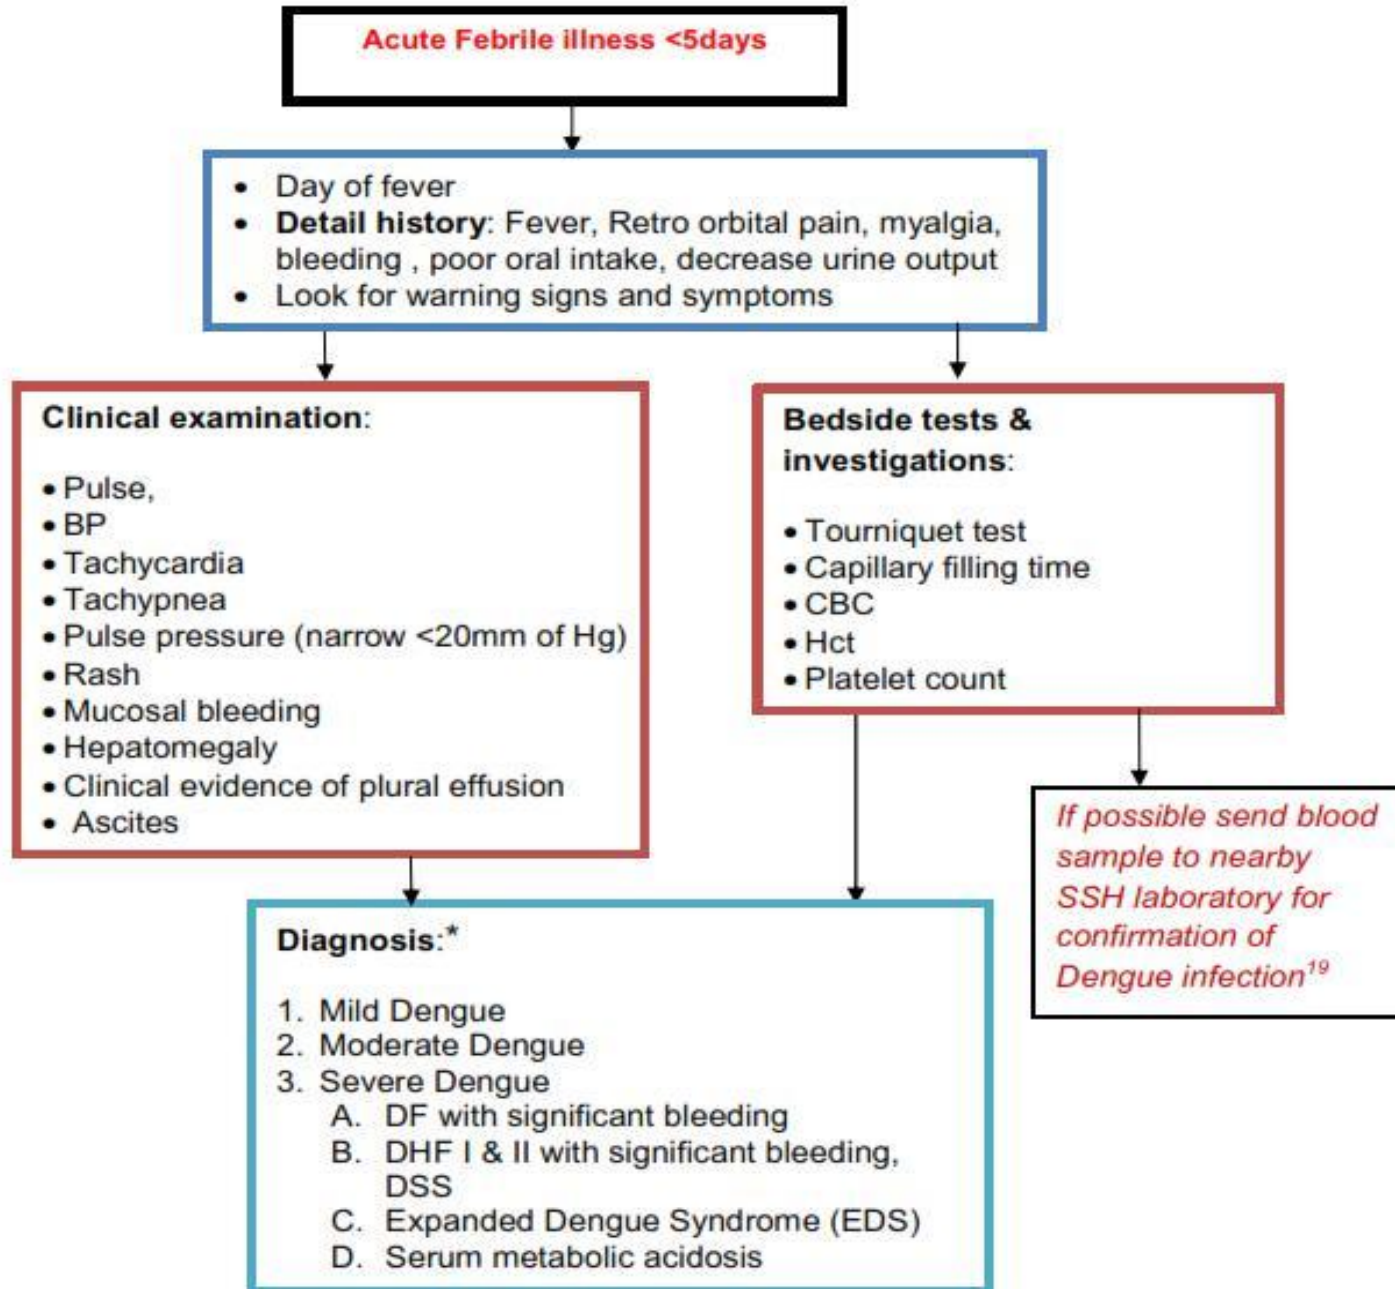 Acute Febrile illness <5days
• Day of fever
• Detail history: Fever, Retro orbital pain, myalgia,
bleeding , poor oral intake, decrease urine output
• Look for warning signs and symptoms
Clinical examination:
• Pulse,
• BP
• Tachycardia
• Tachypnea
• Pulse pressure (narrow <20mm of Hg)
• Rash
• Mucosal bleeding
• Hepatomegaly
• Clinical evidence of plural effusion
• Ascites
Bedside tests &
investigations:
• Tourniquet test
• Capillary filling time
• CBC
• Hct
• Platelet count
If possible send blood
sample to nearby
SSH laboratory for
confirmation of
Dengue infection¹⁹
Diagnosis:*
1. Mild Dengue
2. Moderate Dengue
3. Severe Dengue
A. DF with significant bleeding
B. DHF I & II with significant bleeding,
DSS
C. Expanded Dengue Syndrome (EDS)
D. Serum metabolic acidosis